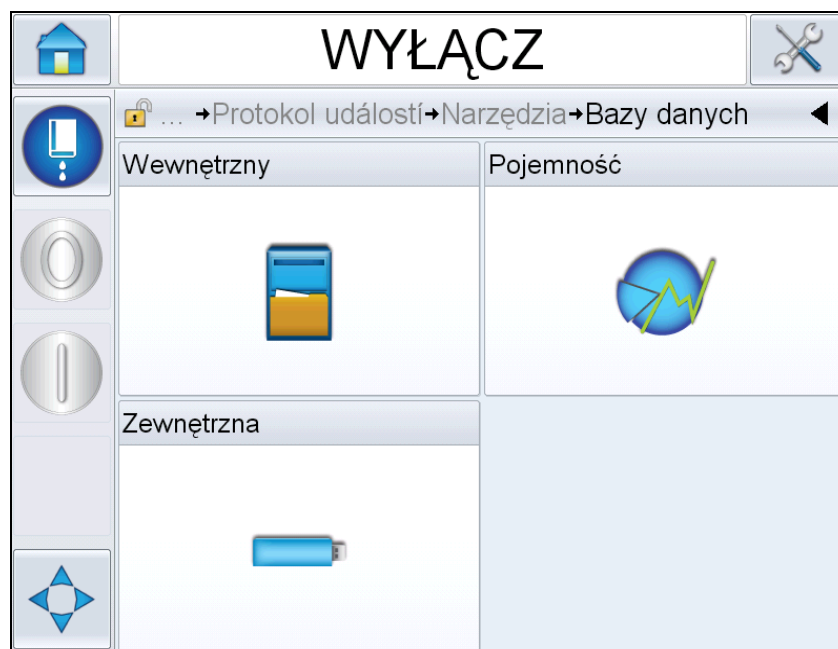 WYŁĄCZ
... →Protokol událostí→Narzędzia→Bazy danych
Wewnętrzny
Pojemność
Zewnętrzna